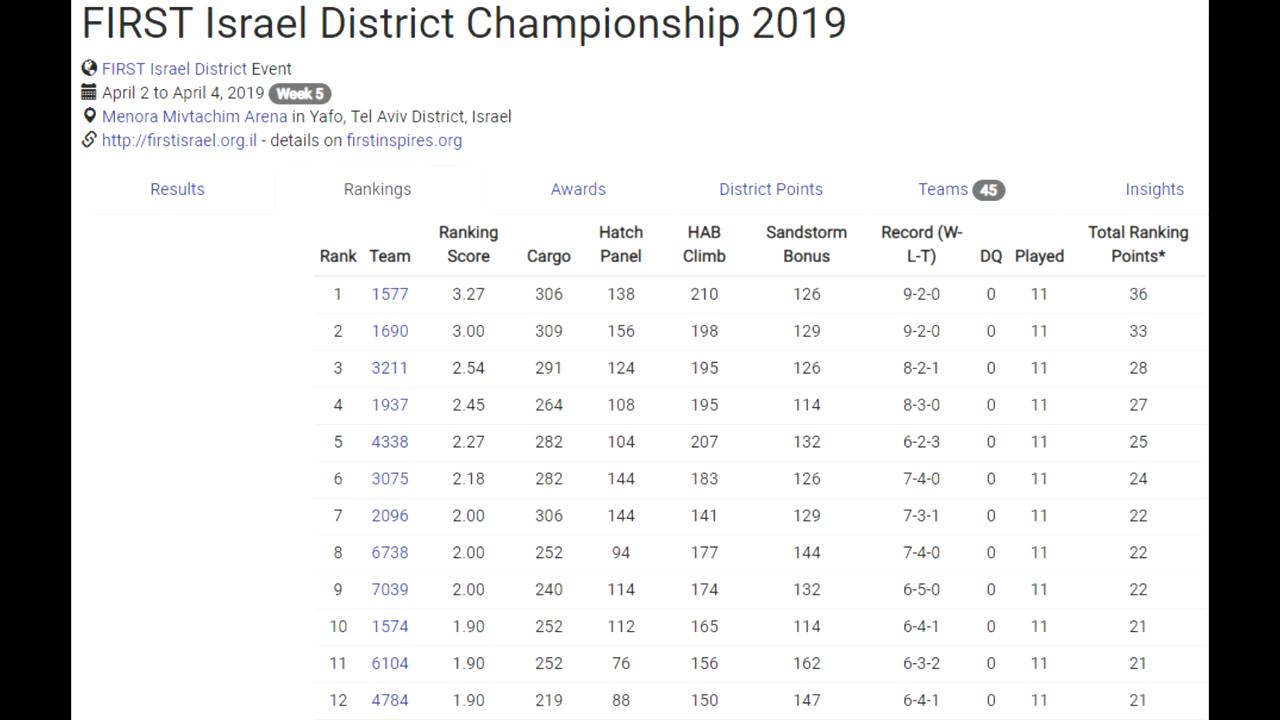 FIRST Israel District Championship 2019
FIRST Israel District Event
April 2 to April 4, 2019 Week 5
Menora Mivtachim Arena in Yafo, Tel Aviv District, Israel
http://firstisrael.org.il - details on firstinspires.org
Results Rankings Awards District Points Teams 45 Insights
Rank Team Ranking Score Cargo Hatch Panel HAB Climb Sandstorm Bonus Record (W-L-T) DQ Played Total Ranking Points*
1 1577 3.27 306 138 210 126 9-2-0 0 11 36
2 1690 3.00 309 156 198 129 9-2-0 0 11 33
3 3211 2.54 291 124 195 126 8-2-1 0 11 28
4 1937 2.45 264 108 195 114 8-3-0 0 11 27
5 4338 2.27 282 104 207 132 6-2-3 0 11 25
6 3075 2.18 282 144 183 126 7-4-0 0 11 24
7 2096 2.00 306 144 141 129 7-3-1 0 11 22
8 6738 2.00 252 94 177 144 7-4-0 0 11 22
9 7039 2.00 240 114 174 132 6-5-0 0 11 22
10 1574 1.90 252 112 165 114 6-4-1 0 11 21
11 6104 1.90 252 76 156 162 6-3-2 0 11 21
12 4784 1.90 219 88 150 147 6-4-1 0 11 21